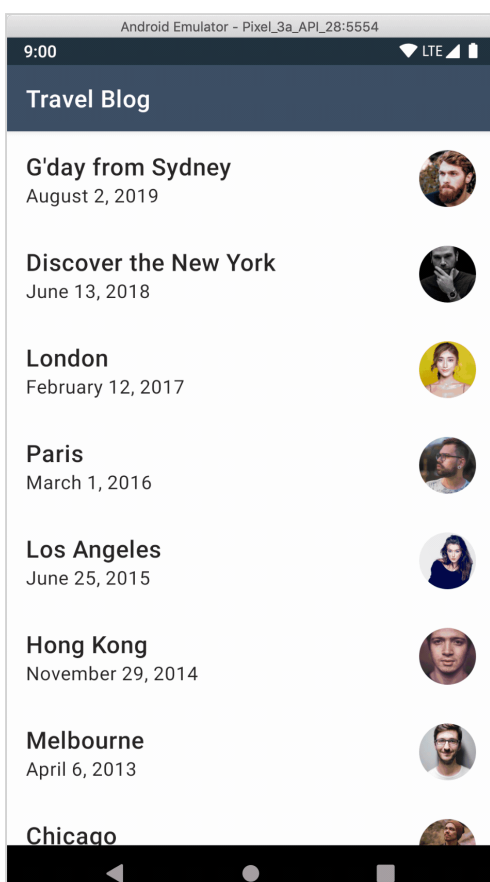 Android Emulator - Pixel_3a_API_28:5554
9:00 LTE
Travel Blog
G'day from Sydney
August 2, 2019
Discover the New York
June 13, 2018
London
February 12, 2017
Paris
March 1, 2016
Los Angeles
June 25, 2015
Hong Kong
November 29, 2014
Melbourne
April 6, 2013
Chicago